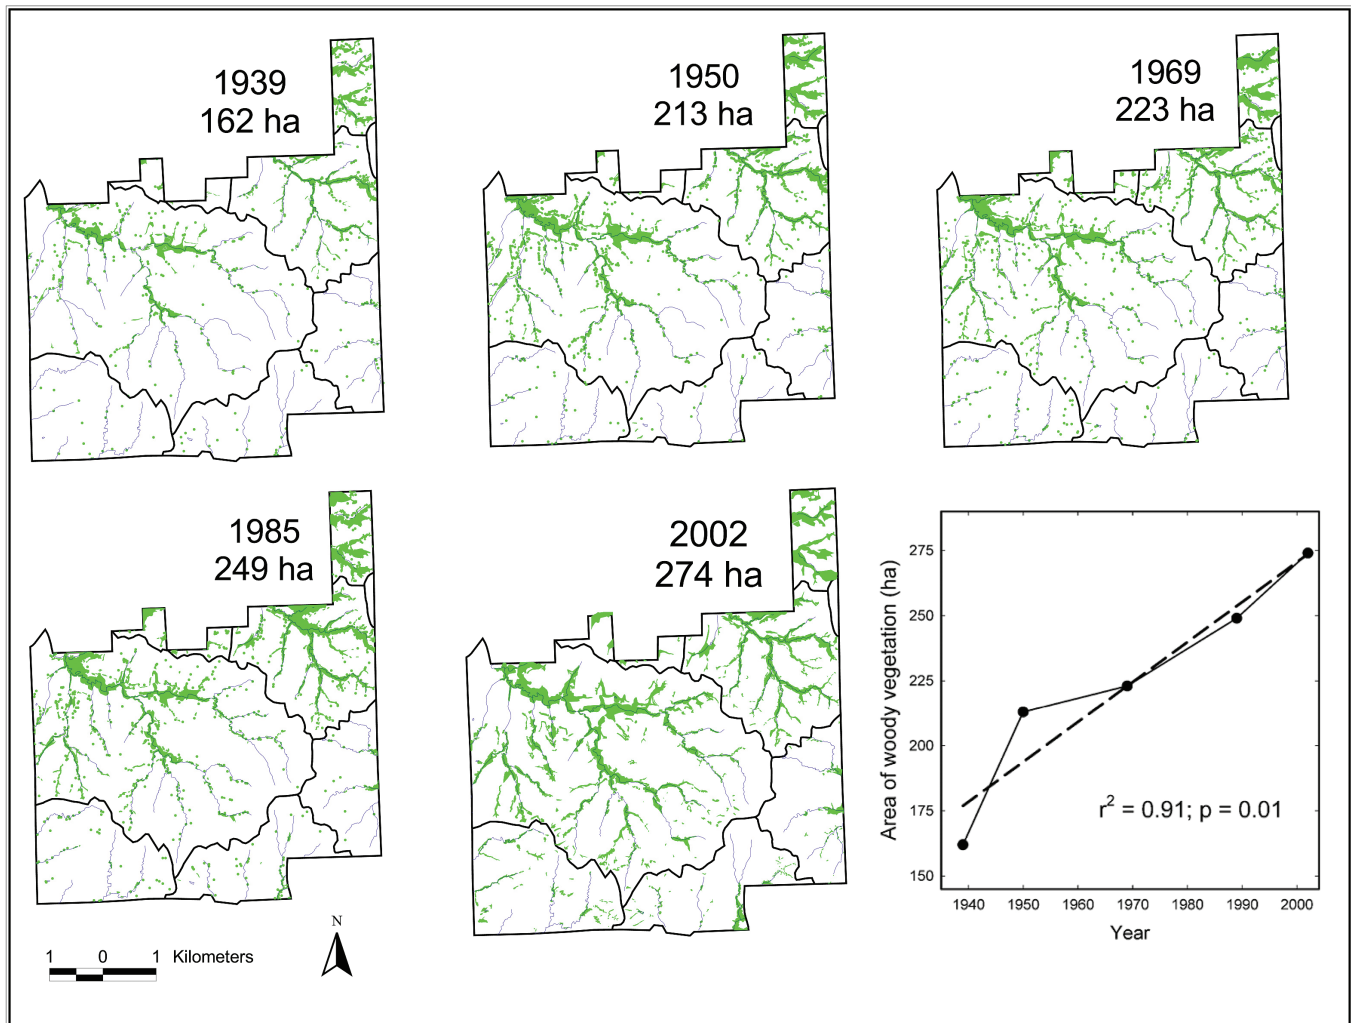 1939
162 ha
1950
213 ha
1969
223 ha
1985
249 ha
2002
274 ha
N
1 0 1 Kilometers
Area of woody vegetation (ha)
275
250
225
200
175
150
r² = 0.91; p = 0.01
1940 1950 1960 1970 1980 1990 2000
Year